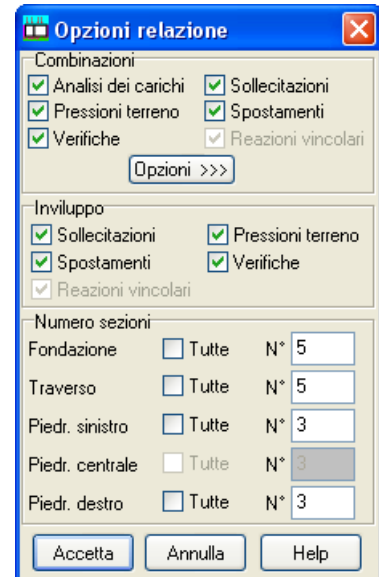 Opzioni relazione
Combinazioni
Analisi dei carichi Sollecitazioni
Pressioni terreno Spostamenti
Verifiche Reazioni vincolari
Opzioni >>>
Inviluppo
Sollecitazioni Pressioni terreno
Spostamenti Verifiche
Reazioni vincolari
Numero sezioni
Fondazione Tutte N° 5
Traverso Tutte N° 5
Piedr. sinistro Tutte N° 3
Piedr. centrale Tutte N° 3
Piedr. destro Tutte N° 3
Accetta Annulla Help